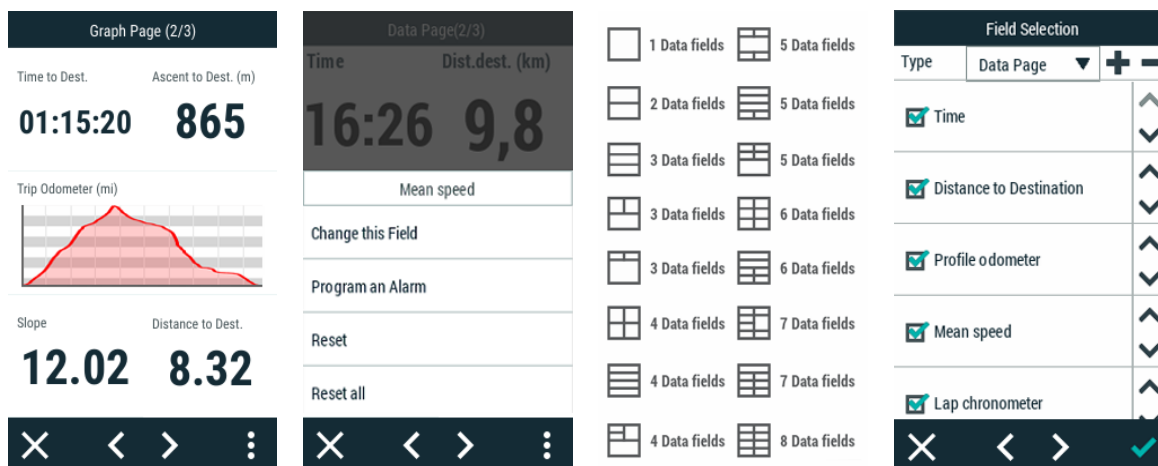 Graph Page (2/3)
Time to Dest. Ascent to Dest. (m)
01:15:20 865
Trip Odometer (mi)
Slope Distance to Dest.
12.02 8.32
Data Page(2/3)
Time Dist.dest. (km)
16:26 9,8
Mean speed
Change this Field
Program an Alarm
Reset
Reset all
1 Data fields 5 Data fields
2 Data fields 5 Data fields
3 Data fields 5 Data fields
3 Data fields 6 Data fields
3 Data fields 6 Data fields
4 Data fields 7 Data fields
4 Data fields 7 Data fields
4 Data fields 8 Data fields
Field Selection
Type Data Page
Time
Distance to Destination
Profile odometer
Mean speed
Lap chronometer